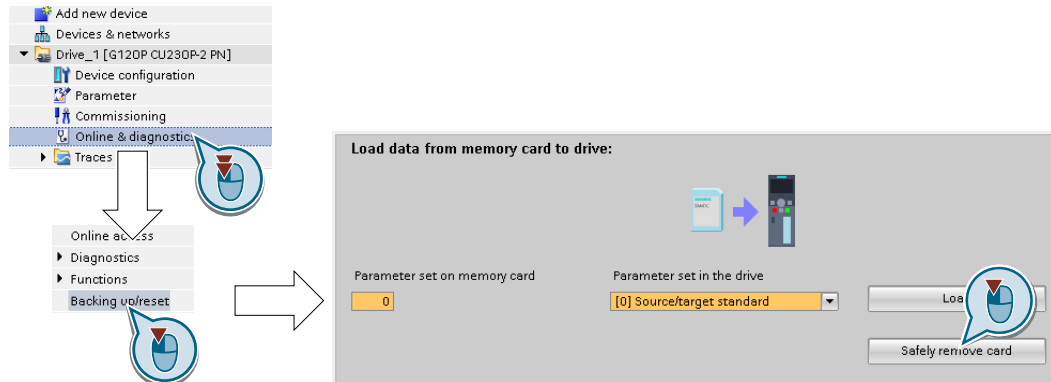 Add new device
Devices & networks
Drive_1 [G120P CU230P-2 PN]
Device configuration
Parameter
Commissioning
Online & diagnostics
Traces
Online access
Diagnostics
Functions
Backing up/reset
Load data from memory card to drive:
SIMATIC
Parameter set on memory card
Parameter set in the drive
0
[0] Source/target standard
Safely remove card